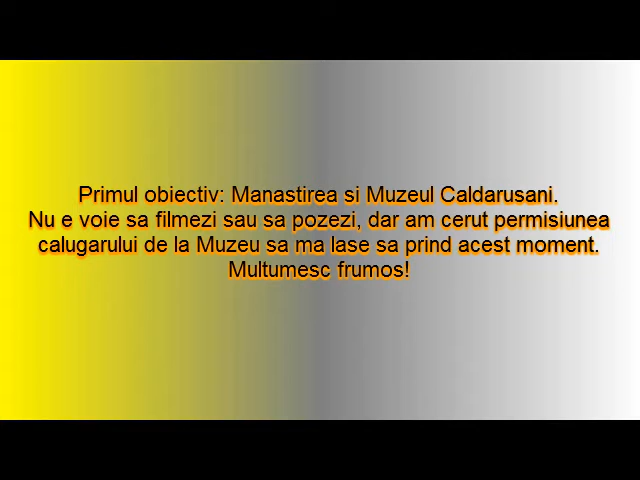 Primul obiectiv: Manastirea si Muzeul Caldarusani.
Nu e voie sa filmezi sau sa pozezi, dar am cerut permisiunea
calugarului de la Muzeu sa ma lase sa prind acest moment.
Multumesc frumos!